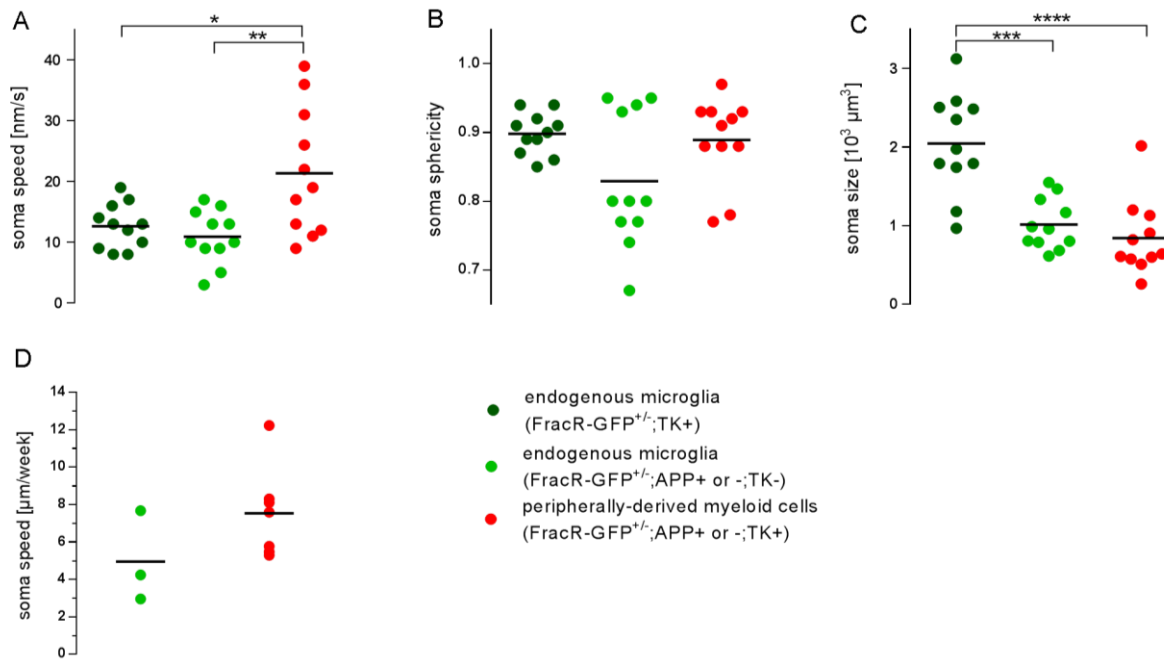 A
soma speed [nm/s]
40
30
20
10
0
*
**
B
soma sphericity
1.0
0.9
0.8
0.7
C
soma size [10³ µm³]
3
2
1
0
****
***
D
soma speed [µm/week]
14
12
10
8
6
4
2
0
endogenous microglia
(FracR-GFP⁺/⁻;TK+)
endogenous microglia
(FracR-GFP⁺/⁻;APP+ or -;TK-)
peripherally-derived myeloid cells
(FracR-GFP⁺/⁻;APP+ or -;TK+)